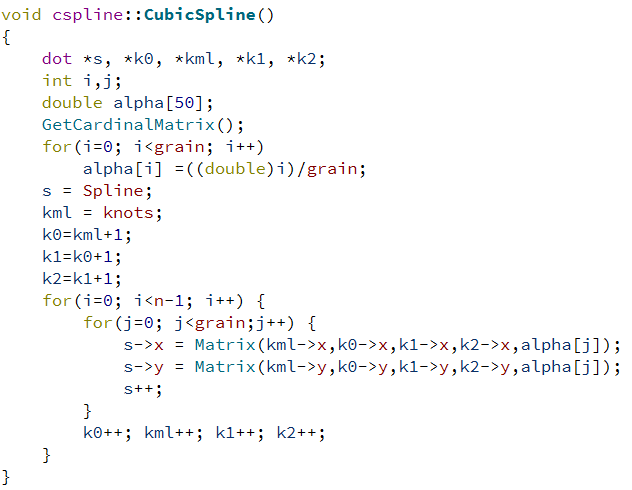 void cspline::CubicSpline()
{
    dot *s, *k0, *kml, *k1, *k2;
    int i,j;
    double alpha[50];
    GetCardinalMatrix();
    for(i=0; i<grain; i++)
        alpha[i] =((double)i)/grain;
    s = Spline;
    kml = knots;
    k0=kml+1;
    k1=k0+1;
    k2=k1+1;
    for(i=0; i<n-1; i++) {
        for(j=0; j<grain;j++) {
            s->x = Matrix(kml->x,k0->x,k1->x,k2->x,alpha[j]);
            s->y = Matrix(kml->y,k0->y,k1->y,k2->y,alpha[j]);
            s++;
        }
        k0++; kml++; k1++; k2++;
    }
}